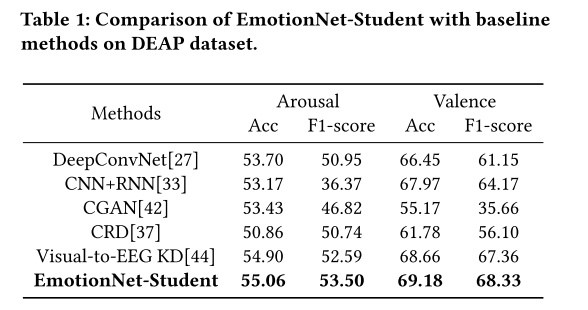 Table 1: Comparison of EmotionNet-Student with baseline
methods on DEAP dataset.
Methods Arousal Valence
Acc F1-score Acc F1-score
DeepConvNet[27] 53.70 50.95 66.45 61.15
CNN+RNN[33] 53.17 36.37 67.97 64.17
CGAN[42] 53.43 46.82 55.17 35.66
CRD[37] 50.86 50.74 61.78 56.10
Visual-to-EEG KD[44] 54.90 52.59 68.66 67.36
EmotionNet-Student 55.06 53.50 69.18 68.33